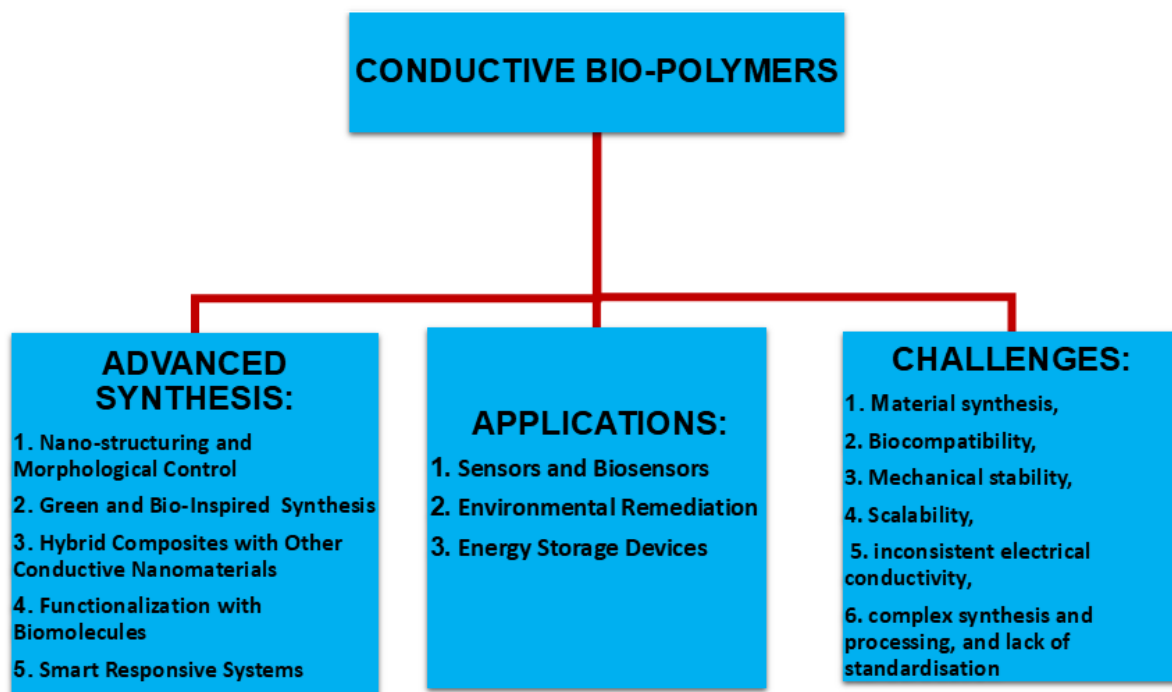 CONDUCTIVE BIO-POLYMERS
ADVANCED
SYNTHESIS:
1. Nano-structuring and
Morphological Control
2. Green and Bio-Inspired Synthesis
3. Hybrid Composites with Other
Conductive Nanomaterials
4. Functionalization with
Biomolecules
5. Smart Responsive Systems
APPLICATIONS:
1. Sensors and Biosensors
2. Environmental Remediation
3. Energy Storage Devices
CHALLENGES:
1. Material synthesis,
2. Biocompatibility,
3. Mechanical stability,
4. Scalability,
5. inconsistent electrical
conductivity,
6. complex synthesis and
processing, and lack of
standardisation